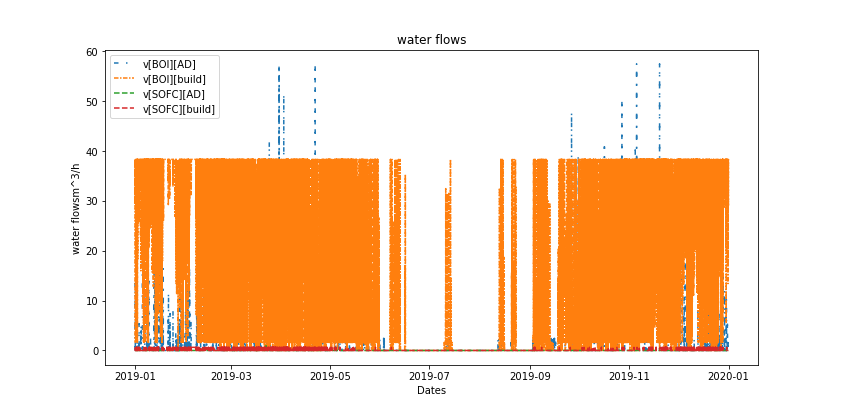 water flows
v[BOI][AD]
v[BOI][build]
v[SOFC][AD]
v[SOFC][build]
water flowsm^3/h
60
50
40
30
20
10
0
2019-01 2019-03 2019-05 2019-07 2019-09 2019-11 2020-01
Dates